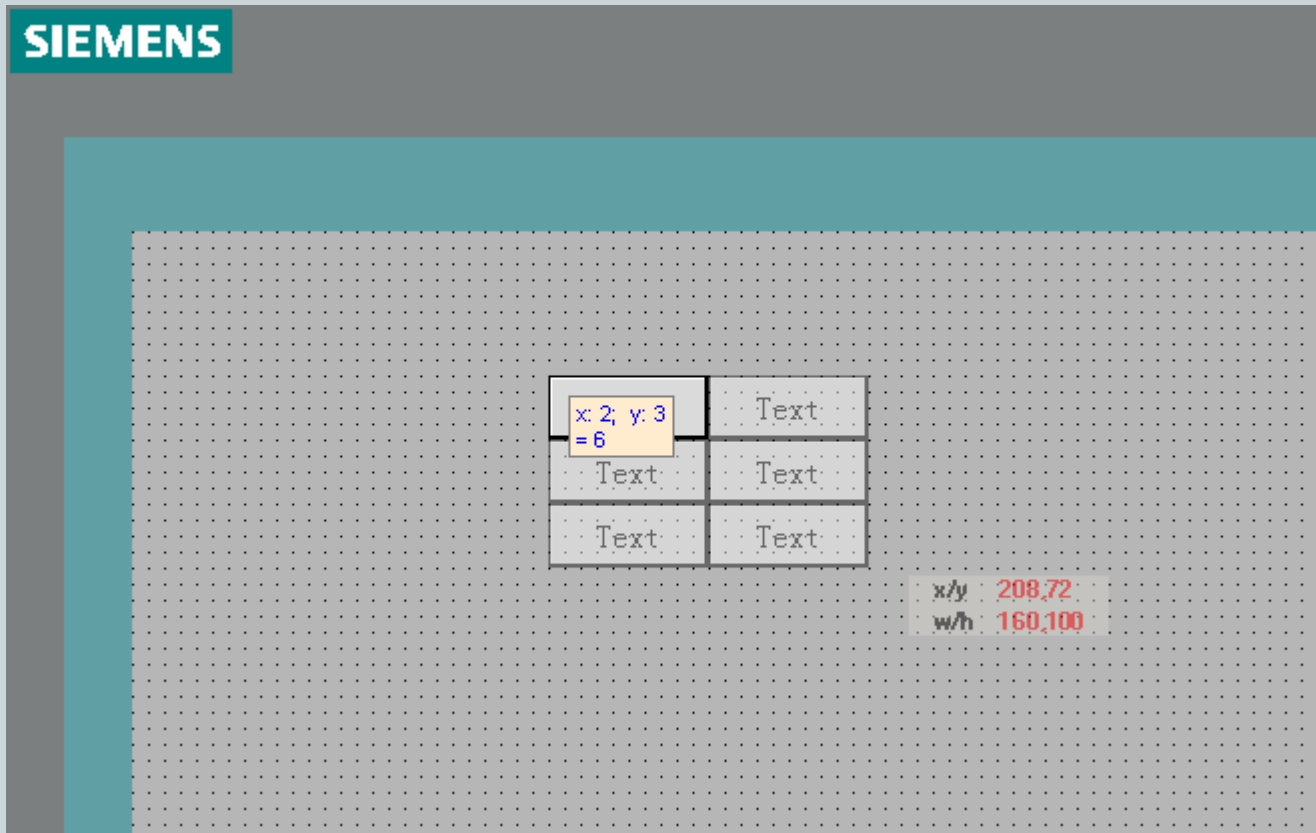 SIEMENS
Text
x: 2; y: 3
= 6
Text Text
Text Text
x/y 208,72
w/h 160,100